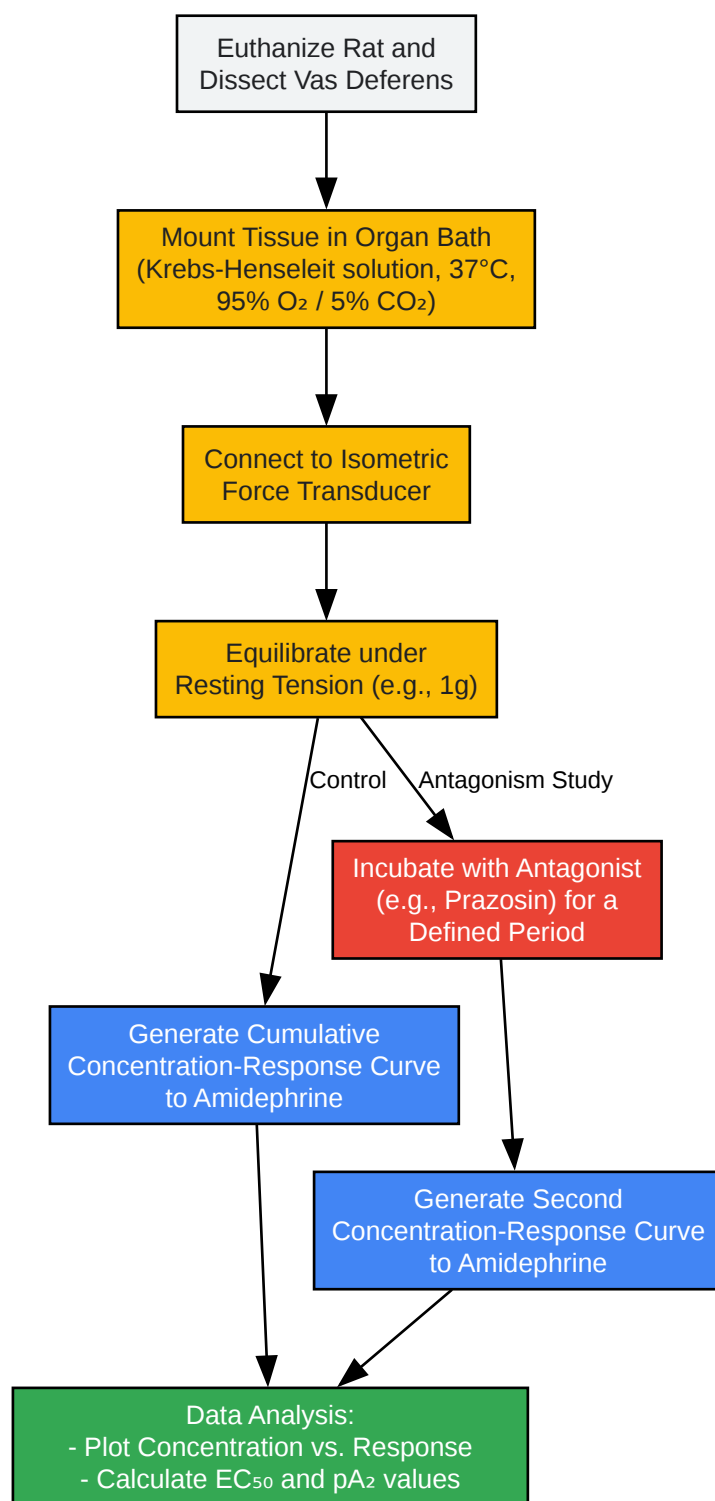 Euthanize Rat and
Dissect Vas Deferens
Mount Tissue in Organ Bath
(Krebs-Henseleit solution, 37°C,
95% O₂ / 5% CO₂)
Connect to Isometric
Force Transducer
Equilibrate under
Resting Tension (e.g., 1g)
Control
Antagonism Study
Incubate with Antagonist
(e.g., Prazosin) for a
Defined Period
Generate Cumulative
Concentration-Response Curve
to Amidephrine
Generate Second
Concentration-Response Curve
to Amidephrine
Data Analysis:
- Plot Concentration vs. Response
- Calculate EC₅₀ and pA₂ values